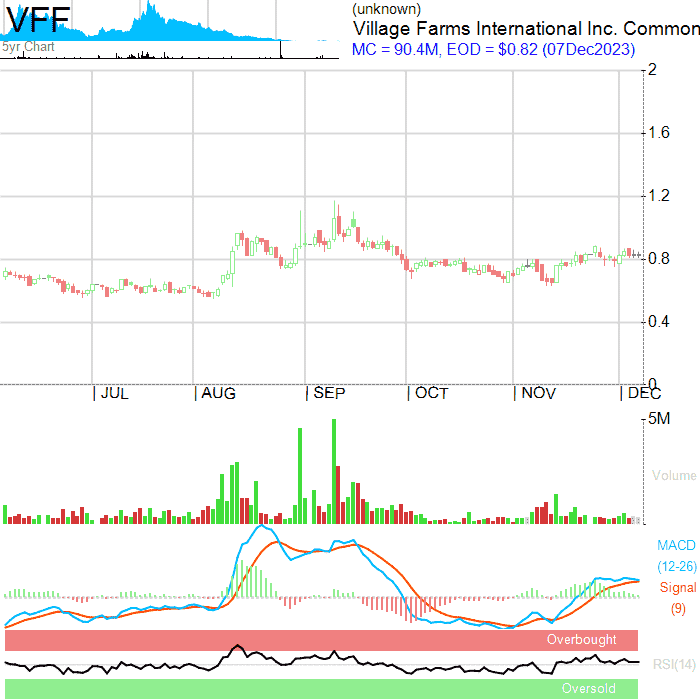 VFF
5yr Chart
(unknown)
Village Farms International Inc. Common
MC = 90.4M, EOD = $0.82 (07Dec2023)
2
1.6
1.2
0.8
0.4
0
JUL
AUG
SEP
OCT
NOV
DEC
5M
Volume
MACD
(12-26)
Signal
(9)
Overbought
RSI(14)
Oversold